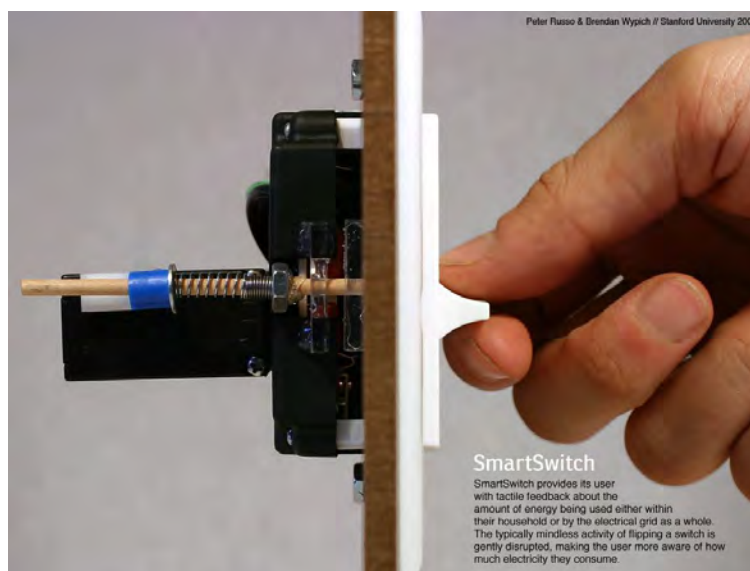 Peter Russo & Brendan Wypich // Stanford University 200
SmartSwitch
SmartSwitch provides its user
with tactile feedback about the
amount of energy being used either within
their household or by the electrical grid as a whole.
The typically mindless activity of flipping a switch is
gently disrupted, making the user more aware of how
much electricity they consume.